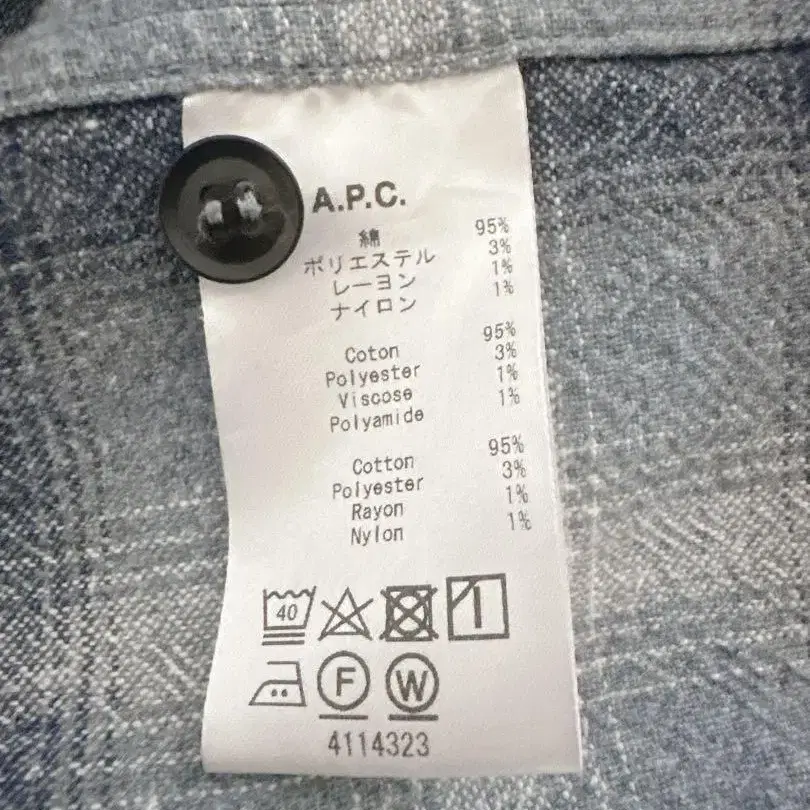 A.P.C.
綿 95%
ポリエステル 3%
レーヨン 1%
ナイロン 1%
Coton 95%
Polyester 3%
Viscose 1%
Polyamide 1%
Cotton 95%
Polyester 3%
Rayon 1%
Nylon 1%
40
F W
4114323